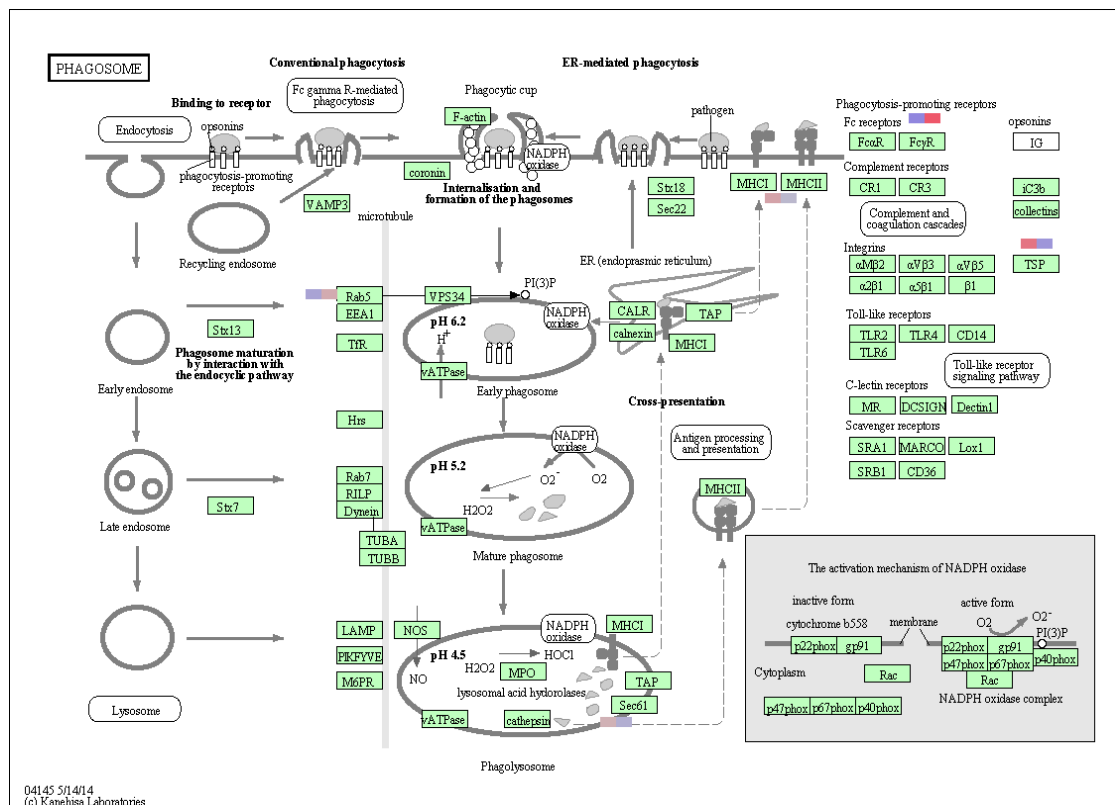 PHAGOSOME
Conventional phagocytosis
ER-mediated phagocytosis
Fc gamma R-mediated
phagocytosis
Phagocytic cup
Binding to receptor
Endocytosis
opsonins
F-actin
pathogen
NADPH
oxidase
phagocytosis-promoting
receptors
coronin
VAMP3
microtubule
Internalisation and
formation of the phagosomes
Stx18
Sec22
MHCI
MHCII
Recycling endosome
ER (endoprasmic reticulum)
Phagocytosis-promoting receptors
Fc receptors
FcαR
FcγR
opsonins
IG
Complement receptors
CR1
CR3
iC3b
collectins
Complement and
coagulation cascades
Integrins
αMβ2
αVβ3
αVβ5
α2β1
α5β1
β1
TSP
Toll-like receptors
TLR2
TLR4
CD14
TLR6
Toll-like receptor
signaling pathway
C-lectin receptors
MR
DCSIGN
Dectin1
Scavenger receptors
SRA1
MARCO
Lox1
SRB1
CD36
Rab5
EEA1
VPS34
PI(3)P
Stx13
TfR
pH 6.2
H+
NADPH
oxidase
CALR
calnexin
TAP
MHCI
Phagosome maturation
by interaction with
the endocyclic pathway
vATPase
Early endosome
Early phagosome
Cross-presentation
Hrs
NADPH
oxidase
Antigen processing
and presentation
pH 5.2
O2-
O2
H2O2
MHCII
Rab7
RILP
Dynein
Stx7
Late endosome
vATPase
TUBA
TUBB
Mature phagosome
LAMP
NOS
NADPH
oxidase
MHCI
PIKFYVE
pH 4.5
H2O2
HOCl
MPO
M6PR
NO
lysosomal acid hydorolases
TAP
Sec61
Lysosome
vATPase
cathepsin
Phagolysosome
The activation mechanism of NADPH oxidase
inactive form
active form
cytochrome b558
membrane
O2
O2-
PI(3)P
p22phox
gp91
p22phox
gp91
p47phox
p67phox
p40phox
Cytoplasm
Rac
Rac
NADPH oxidase complex
p47phox
p67phox
p40phox
04145 5/14/14
(c) Kanehisa Laboratories